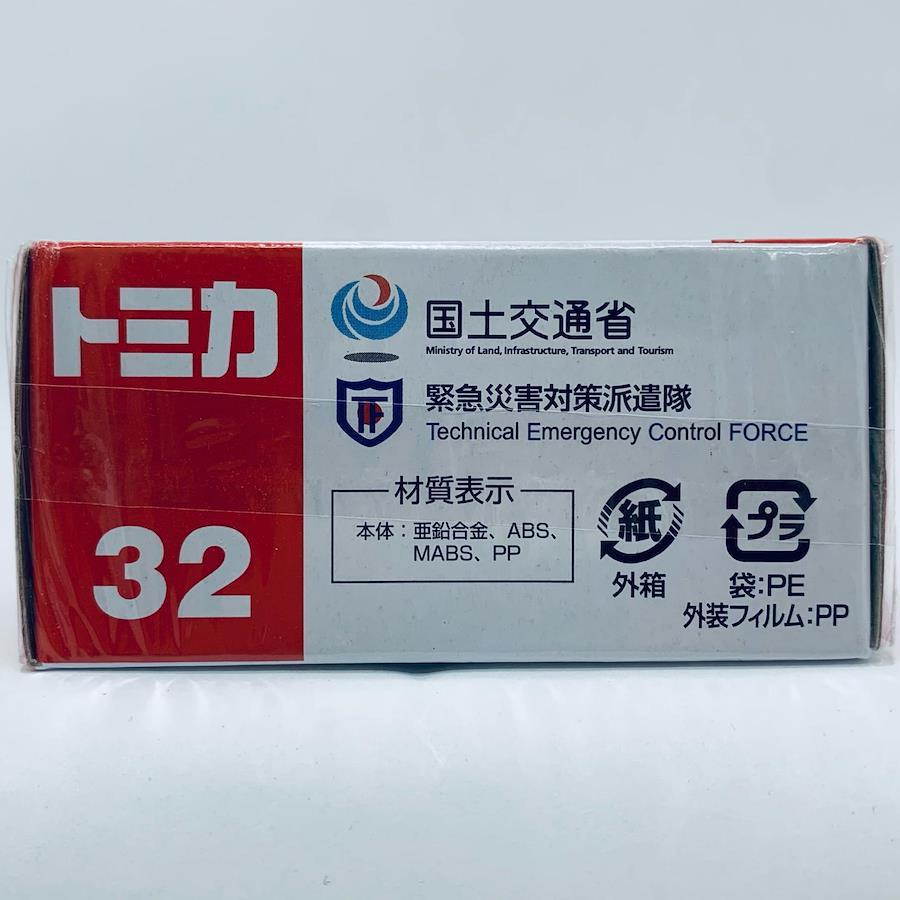 トミカ
32
国土交通省
Ministry of Land, Infrastructure, Transport and Tourism
緊急災害対策派遣隊
Technical Emergency Control FORCE
材質表示
本体：亜鉛合金、ABS、
MABS、PP
紙
外箱
プラ
袋：PE
外装フィルム：PP